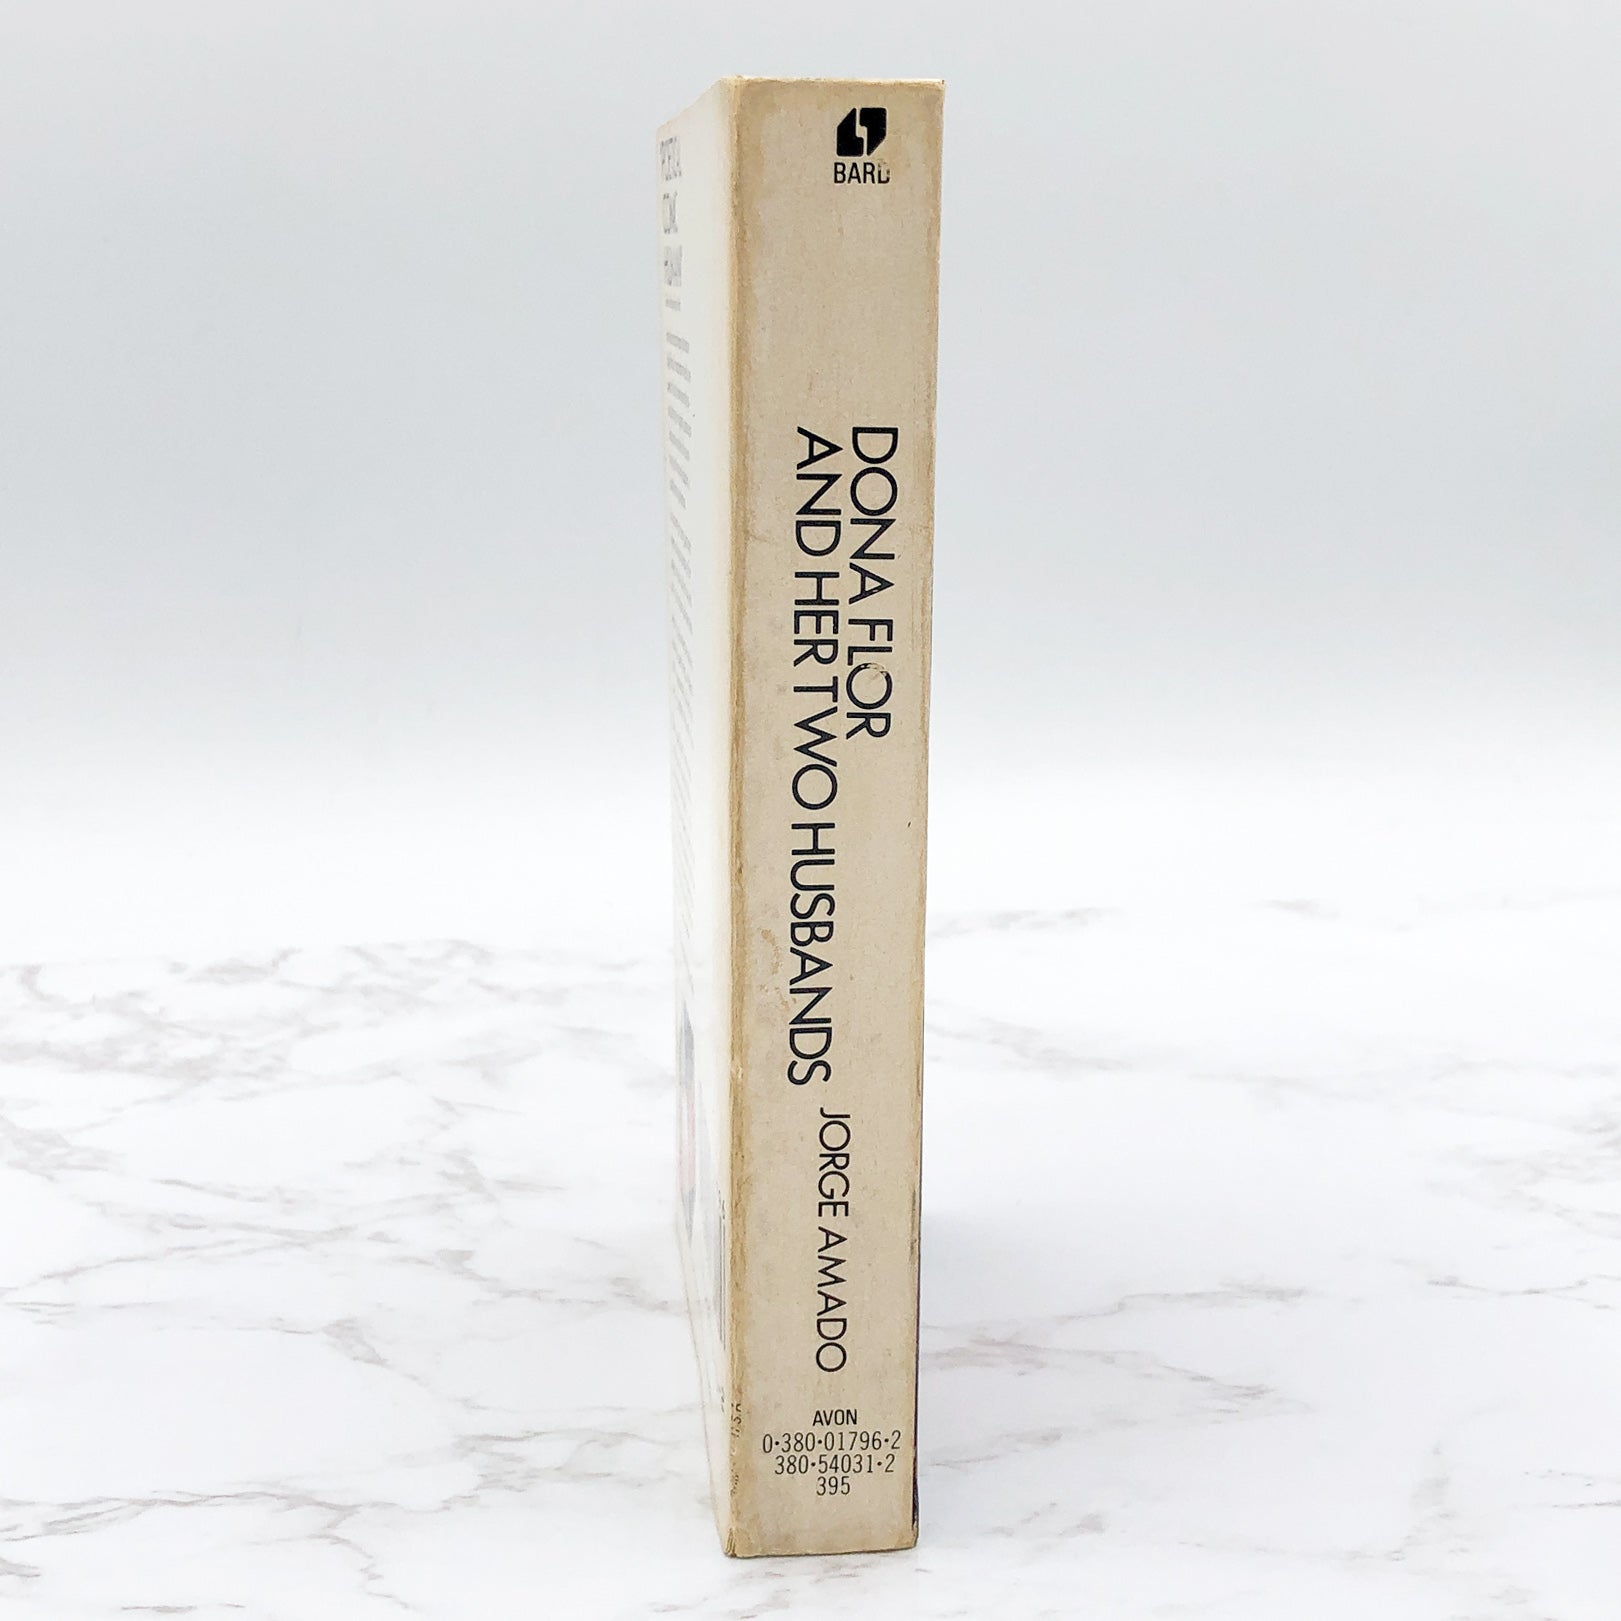 BARD
DONA FLOR
AND HER TWO HUSBANDS
JORGE AMADO
AVON
0·380·01796·2
380·54031·2
395